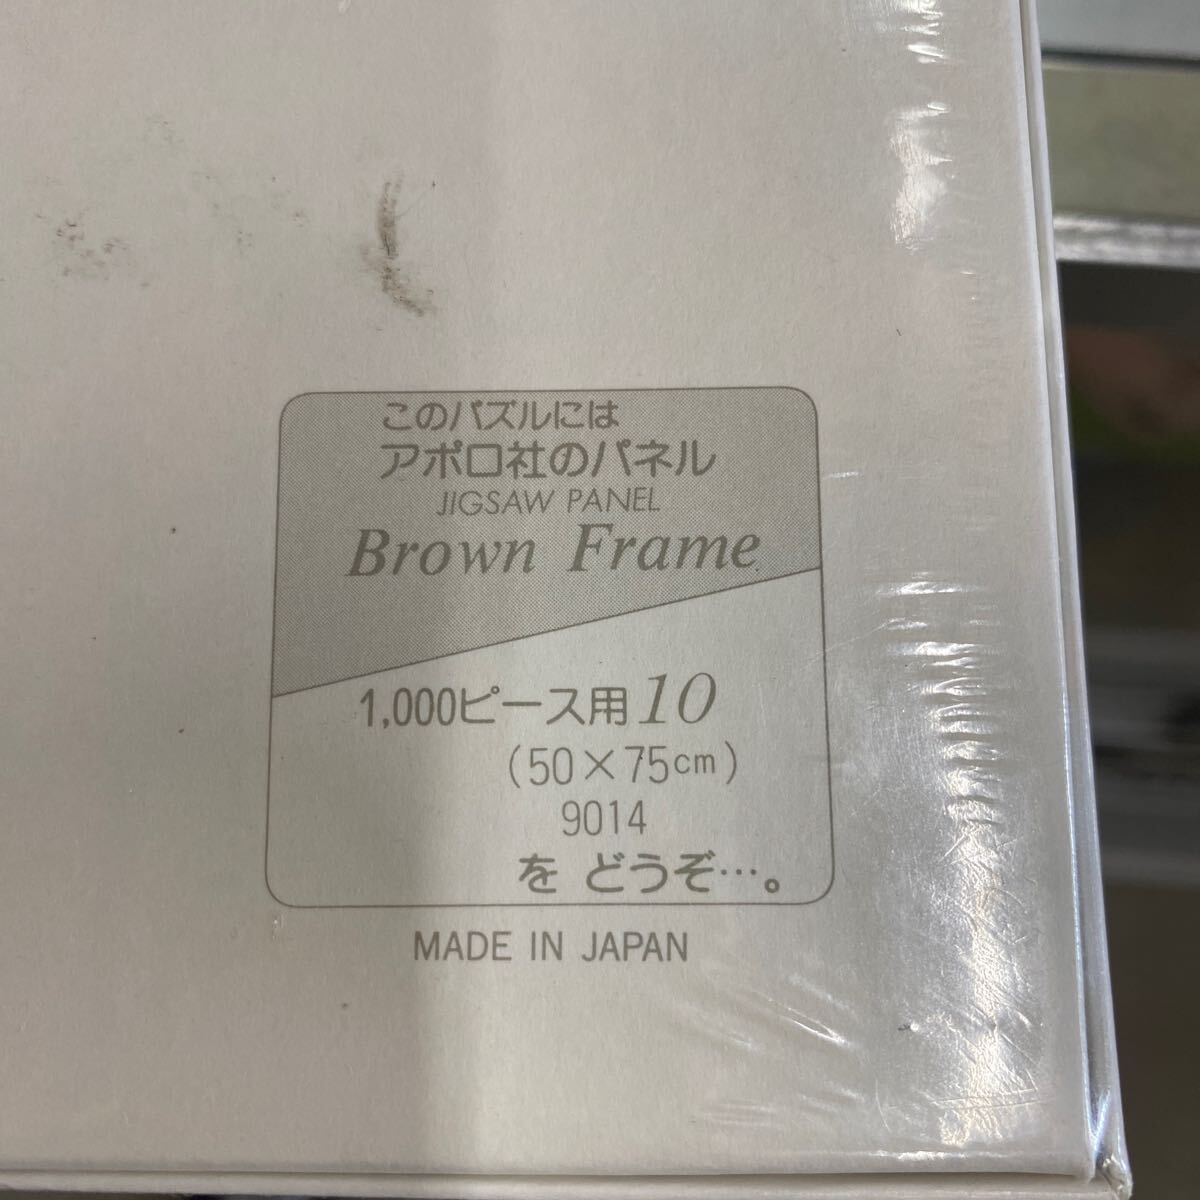 このパズルには
アポロ社のパネル
JIGSAW PANEL
Brown Frame
1,000ピース用10
(50×75cm)
9014
を どうぞ…。
MADE IN JAPAN